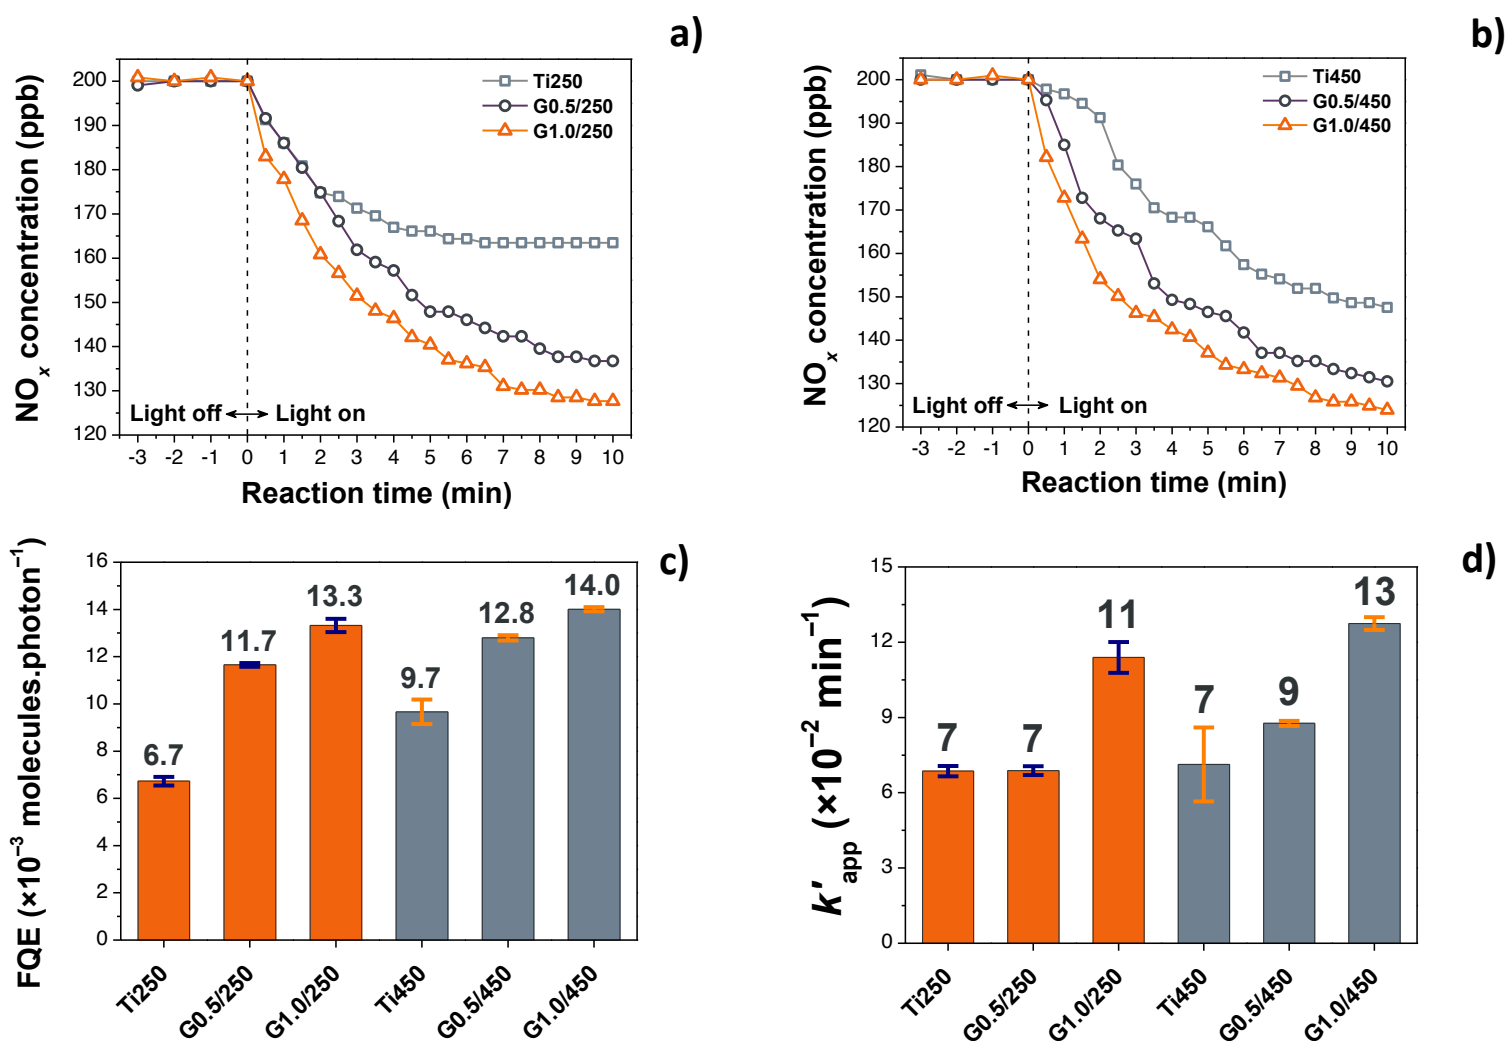 a)
NOx concentration (ppb)
200
190
180
170
160
150
140
130
120
Ti250
G0.5/250
G1.0/250
Light off
Light on
-3 -2 -1 0 1 2 3 4 5 6 7 8 9 10
Reaction time (min)
b)
NOx concentration (ppb)
200
190
180
170
160
150
140
130
120
Ti450
G0.5/450
G1.0/450
Light off
Light on
-3 -2 -1 0 1 2 3 4 5 6 7 8 9 10
Reaction time (min)
c)
FQE (×10⁻³ molecules.photon⁻¹)
16
14
12
10
8
6
4
2
0
6.7
11.7
13.3
9.7
12.8
14.0
Ti250
G0.5/250
G1.0/250
Ti450
G0.5/450
G1.0/450
d)
k'app (×10⁻² min⁻¹)
15
12
9
6
3
0
7
7
11
7
9
13
Ti250
G0.5/250
G1.0/250
Ti450
G0.5/450
G1.0/450